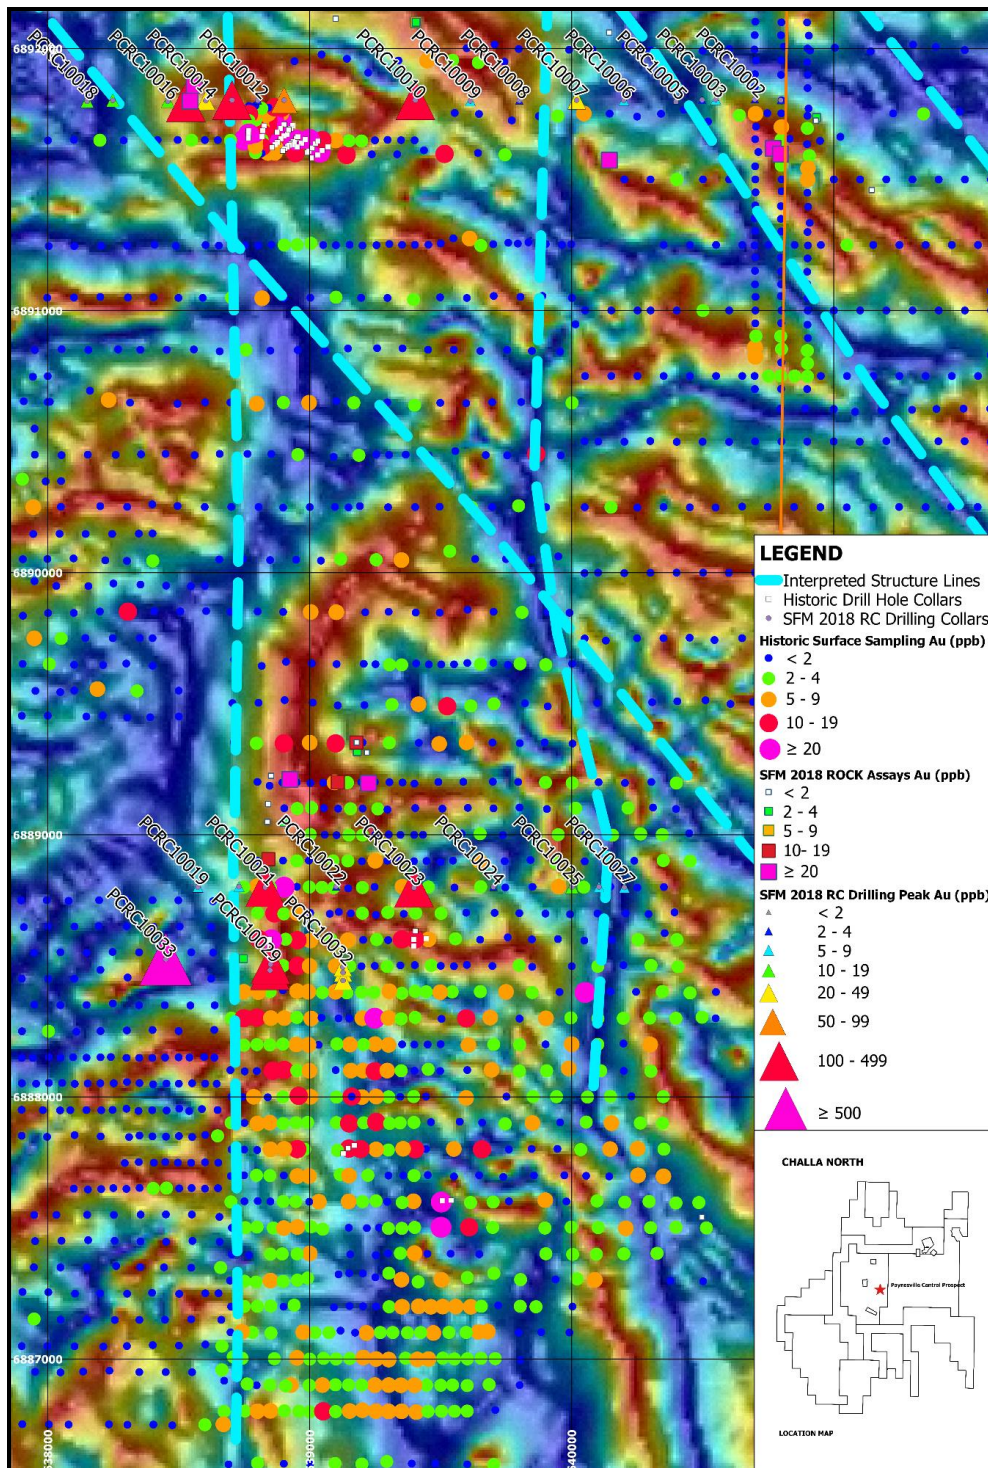 6892000
PCRC10018
PCRC10016
PCRC10014
PCRC10012
PCRC10010
PCRC10009
PCRC10008
PCRC10007
PCRC10006
PCRC10005
PCRC10003
PCRC10002
6891000
6890000
LEGEND
Interpreted Structure Lines
Historic Drill Hole Collars
SFM 2018 RC Drilling Collars
Historic Surface Sampling Au (ppb)
< 2
2 - 4
5 - 9
10 - 19
≥ 20
SFM 2018 ROCK Assays Au (ppb)
< 2
2 - 4
5 - 9
10- 19
≥ 20
SFM 2018 RC Drilling Peak Au (ppb)
< 2
2 - 4
5 - 9
10 - 19
20 - 49
50 - 99
100 - 499
≥ 500
6889000
PCRC10019
PCRC10021
PCRC10022
PCRC10023
PCRC10024
PCRC10025
PCRC10027
PCRC10033
PCRC10029
PCRC10032
6888000
6887000
CHALLA NORTH
Paynesville Central Prospect
LOCATION MAP